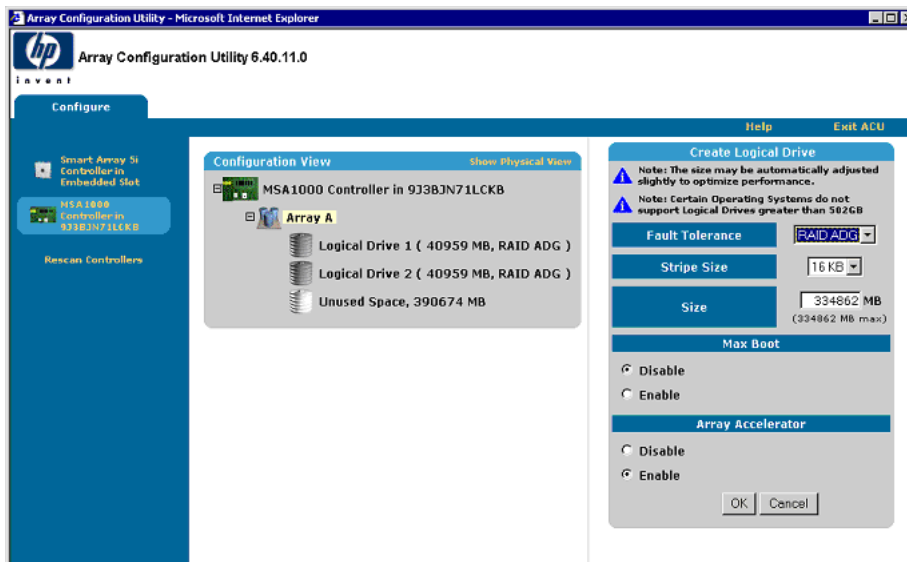 Array Configuration Utility - Microsoft Internet Explorer
hp
invent
Array Configuration Utility 6.40.11.0
Configure
Help
Exit ACU
Smart Array 5i
Controller in
Embedded Slot
MSA1000
Controller in
9J3BJN71LCKB
Rescan Controllers
Configuration View
Show Physical View
MSA1000 Controller in 9J3BJN71LCKB
Array A
Logical Drive 1 ( 40959 MB, RAID ADG )
Logical Drive 2 ( 40959 MB, RAID ADG )
Unused Space, 390674 MB
Create Logical Drive
Note: The size may be automatically adjusted
slightly to optimize performance.
Note: Certain Operating Systems do not
support Logical Drives greater than 502GB
Fault Tolerance
RAID ADG
Stripe Size
16 KB
Size
334862 MB
(334862 MB max)
Max Boot
Disable
Enable
Array Accelerator
Disable
Enable
OK
Cancel